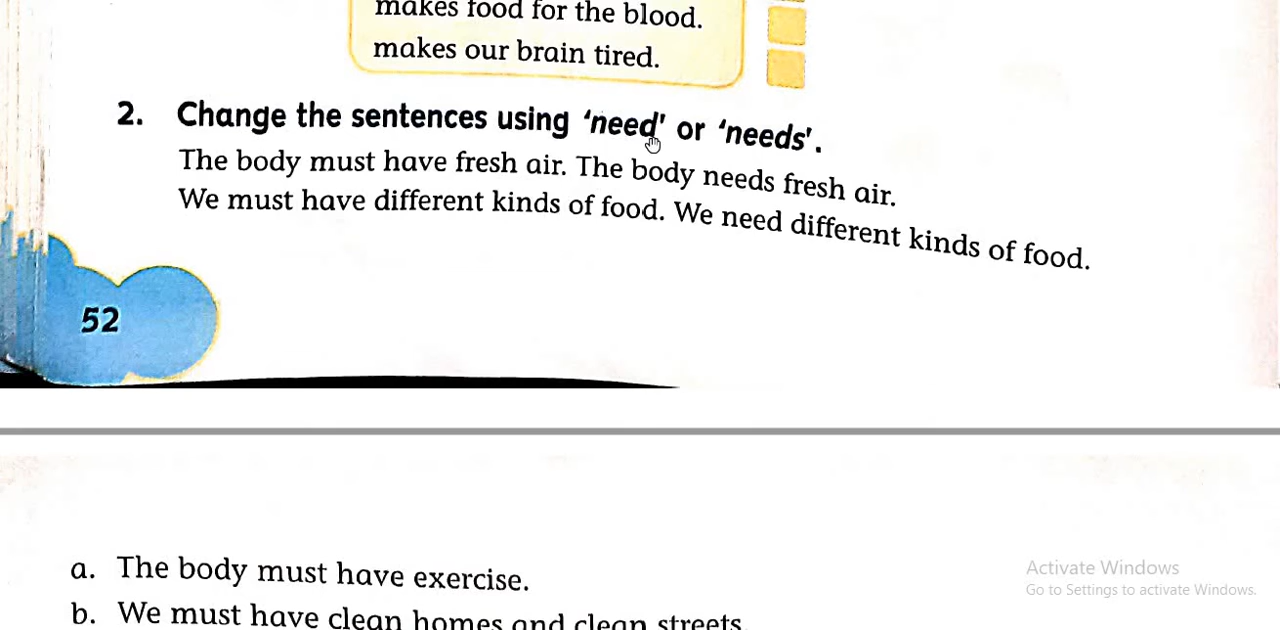 makes food for the blood.
makes our brain tired.
2. Change the sentences using ‘need’ or ‘needs’.
The body must have fresh air. The body needs fresh air.
We must have different kinds of food. We need different kinds of food.
52
a. The body must have exercise.
Activate Windows
Go to Settings to activate Windows.
b. We must have clean homes and clean streets.